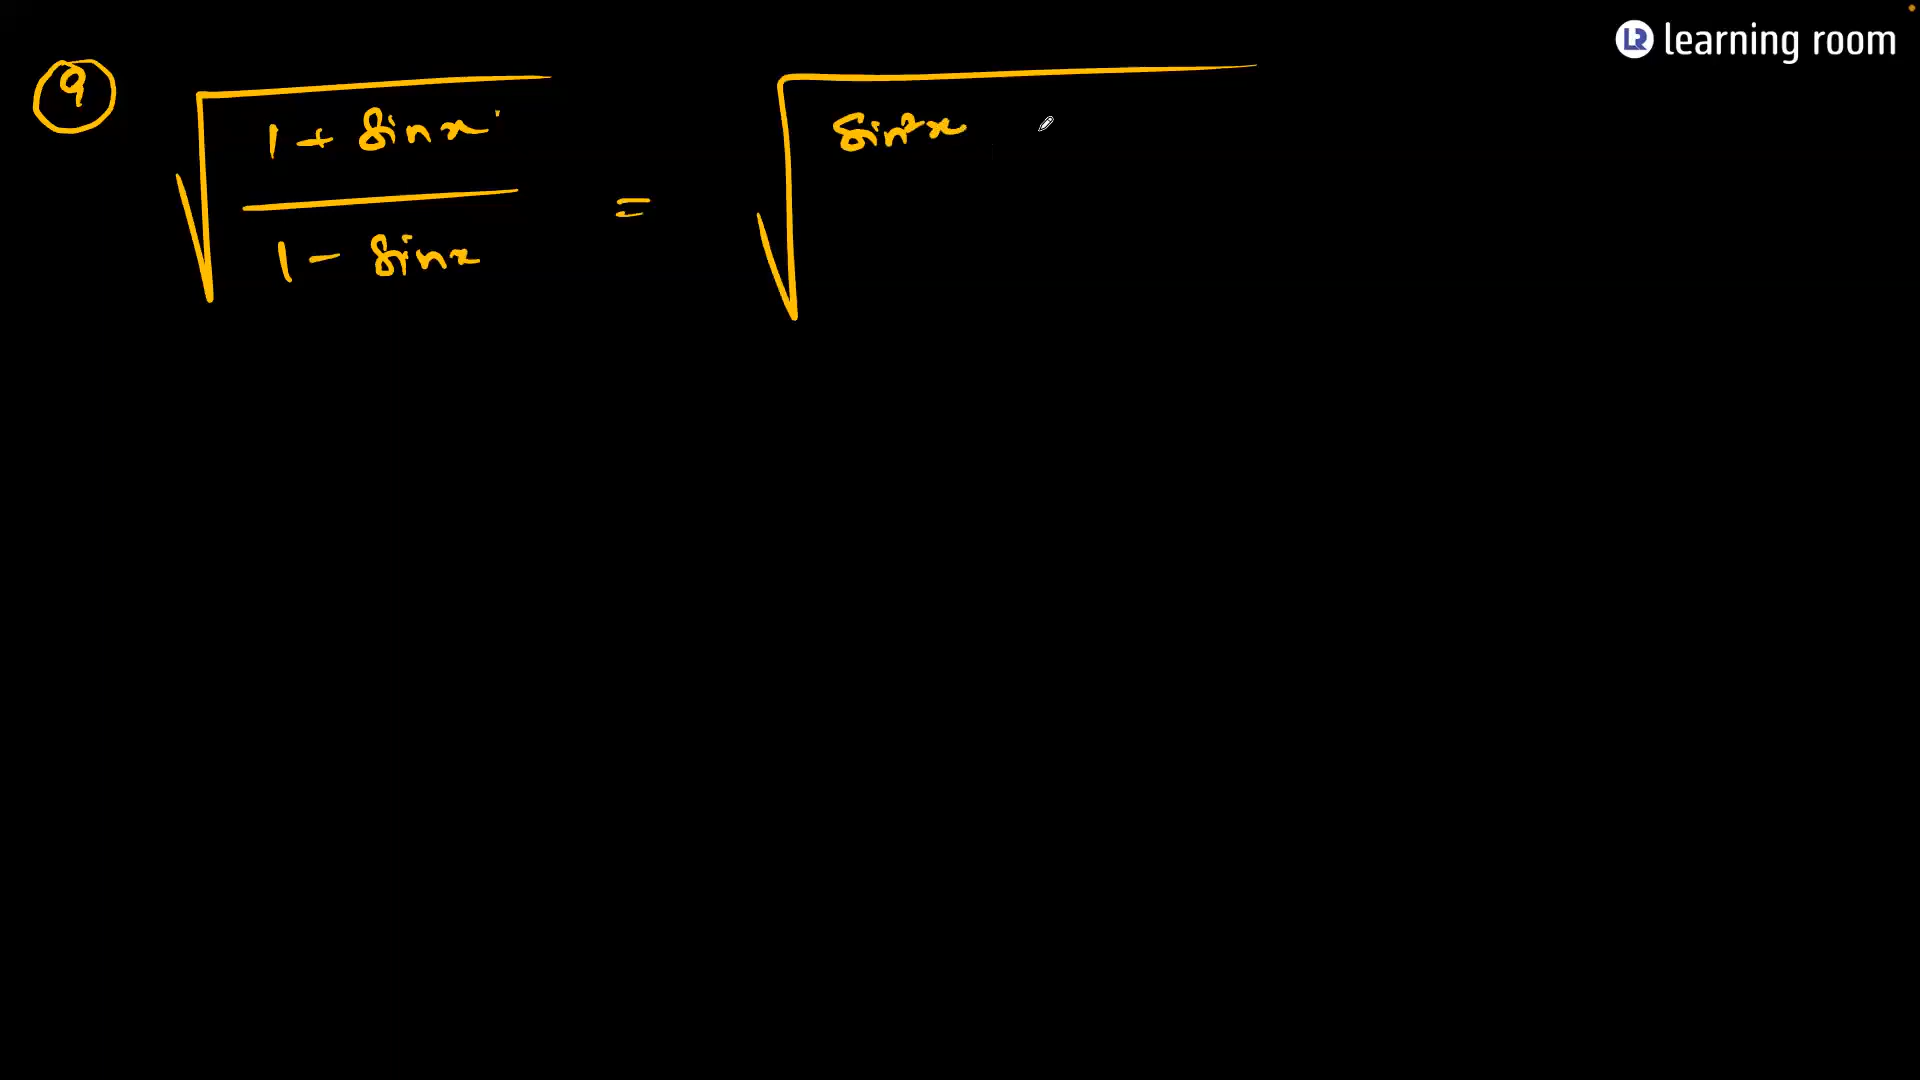 learning room
9
√((1 + sinx)/(1 - sinx)) = √(sin²x